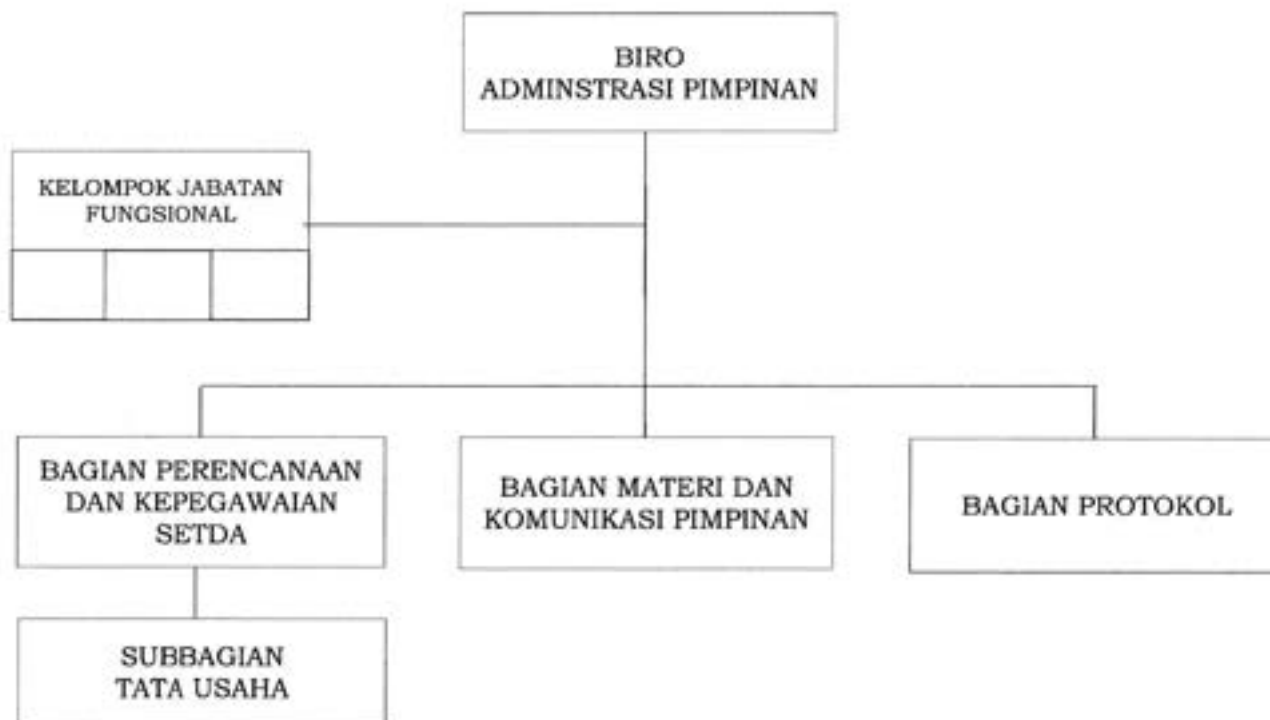 BIRO
ADMINSTRASI PIMPINAN
KELOMPOK JABATAN
FUNGSIONAL
BAGIAN PERENCANAAN
DAN KEPEGAWAIAN
SETDA
BAGIAN MATERI DAN
KOMUNIKASI PIMPINAN
BAGIAN PROTOKOL
SUBBAGIAN
TATA USAHA